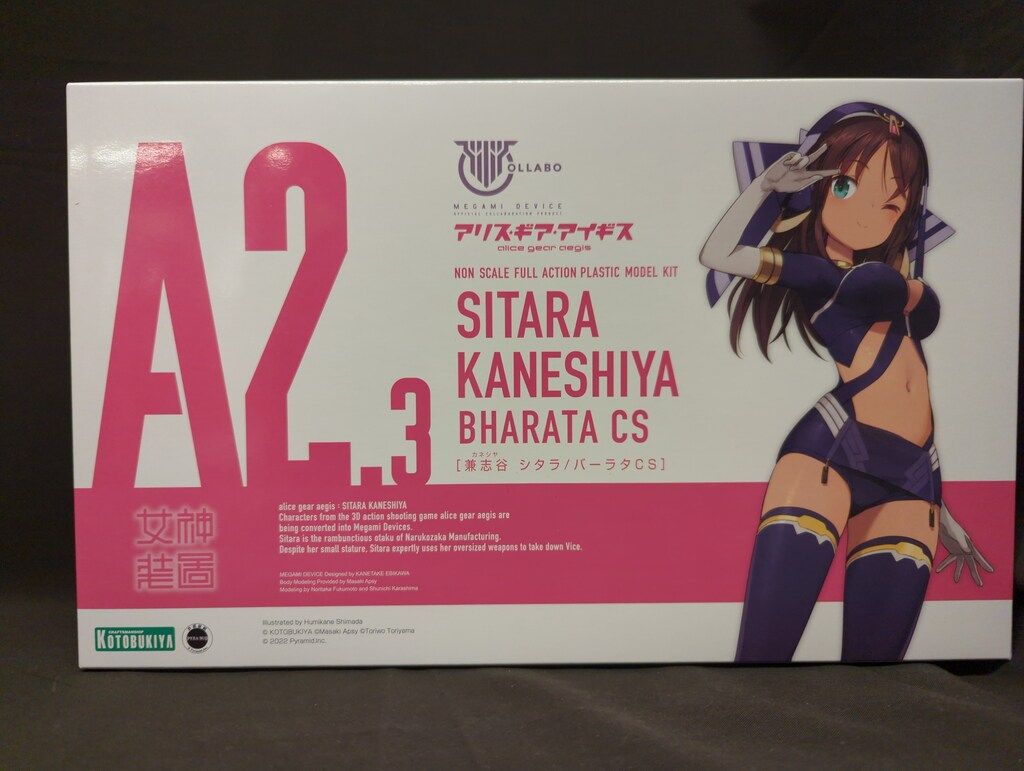 A2.3
OLLABO
MEGAMI DEVICE
OFFICIAL COLLABORATION PRODUCT
アリス・ギア・アイギス
alice gear aegis
NON SCALE FULL ACTION PLASTIC MODEL KIT
SITARA
KANESHIYA
BHARATA CS
カネシヤ
[兼志谷 シタラ/バーラタCS]
女神
装置
alice gear aegis : SITARA KANESHIYA
Characters from the 3D action shooting game alice gear aegis are
being converted into Megami Devices.
Sitara is the rambunctious otaku of Narukozaka Manufacturing.
Despite her small stature, Sitara expertly uses her oversized weapons to take down Vice.
MEGAMI DEVICE Designed by KANETAKE EBIKAWA
Body Modeling Provided by Masaki Apsy
Modeling by Noritaka Fukumoto and Shunichi Karashima
CRAFTSMANSHIP
KOTOBUKIYA
Illustrated by Humikane Shimada
© KOTOBUKIYA ©Masaki Apsy ©Toriwo Toriyama
© 2022 Pyramid,Inc.